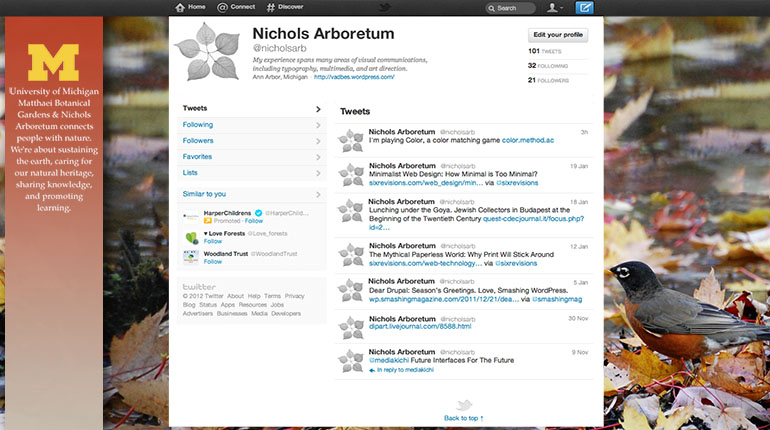 Home Connect Discover Search
M
University of Michigan
Matthaei Botanical
Gardens & Nichols
Arboretum connects
people with nature.
We're about sustaining
the earth, caring for
our natural heritage,
sharing knowledge,
and promoting
learning.
Nichols Arboretum
@nicholsarb
My experience spans many areas of visual communications,
including typography, multimedia, and art direction.
Ann Arbor, Michigan · http://vadbes.wordpress.com/
Edit your profile
101 TWEETS
32 FOLLOWING
21 FOLLOWERS
Tweets
Following
Followers
Favorites
Lists
Similar to you
HarperChildrens @HarperChild...
Promoted · Follow
♥ Love Forests @Love_forests
Follow
Woodland Trust @WoodlandTrust
Follow
twitter
© 2012 Twitter About Help Terms Privacy
Blog Status Apps Resources Jobs
Advertisers Businesses Media Developers
Tweets
Nichols Arboretum @nicholsarb 3h
I'm playing Color, a color matching game color.method.ac
Nichols Arboretum @nicholsarb 19 Jan
Minimalist Web Design: How Minimal is Too Minimal?
sixrevisions.com/web_design/min... via @sixrevisions
Nichols Arboretum @nicholsarb 18 Jan
Lunching under the Goya. Jewish Collectors in Budapest at the
Beginning of the Twentieth Century quest-cdecjournal.it/focus.php?
id=2...
Nichols Arboretum @nicholsarb 12 Jan
The Mythical Paperless World: Why Print Will Stick Around
sixrevisions.com/web-technology... via @sixrevisions
Nichols Arboretum @nicholsarb 5 Jan
Dear Drupal: Season's Greetings. Love, Smashing WordPress.
wp.smashingmagazine.com/2011/12/21/dea... via @smashingmag
Nichols Arboretum @nicholsarb 30 Nov
dipart.livejournal.com/8588.html
Nichols Arboretum @nicholsarb 9 Nov
@mediakichi Future Interfaces For The Future
In reply to mediakichi
Back to top ↑